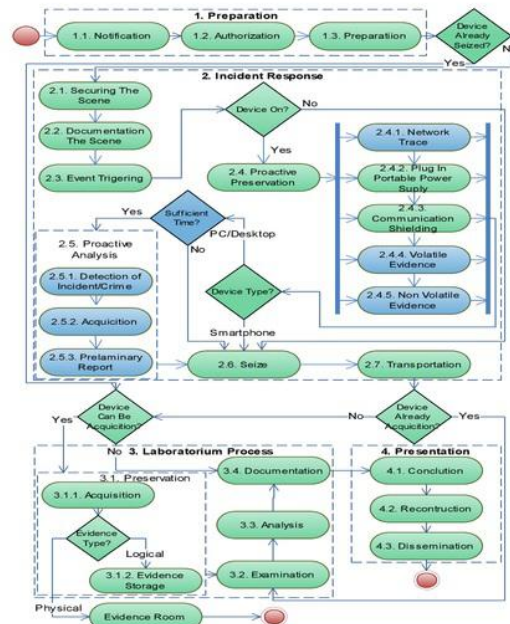 1. Preparation
1.1. Notification
1.2. Authorization
1.3. Preparatiion
Device
Already
Seized?
Yes
N
2. Incident Response
2.1. Securing The
Scene
2.2. Documentation
The Scene
2.3. Event Trigering
Device On?
No
Yes
2.4. Proactive
Preservation
2.4.1. Network
Trace
2.4.2. Plug In
Portable Power
Suply
2.4.3.
Communication
Shielding
2.4.4. Volatile
Evidence
2.4.5. Non Volatile
Evidence
Yes
Sufficient
Time?
PC/Desktop
No
2.5. Proactive
Analysis
2.5.1. Detection of
Incident/Crime
2.5.2. Acquicition
2.5.3. Prelaminary
Report
Device Type?
Smartphone
2.6. Seize
2.7. Transportation
Yes
Device
Can Be
Acquicition?
No
Device
Already
Acquicition?
Yes
No
3. Laboratorium Process
3.1. Preservation
3.1.1. Acquicition
Evidence
Type?
Logical
3.1.2. Evidence
Storage
3.4. Documentation
3.3. Analysis
3.2. Examination
4. Presentation
4.1. Conclution
4.2. Recontruction
4.3. Dissemination
Physical
Evidence Room